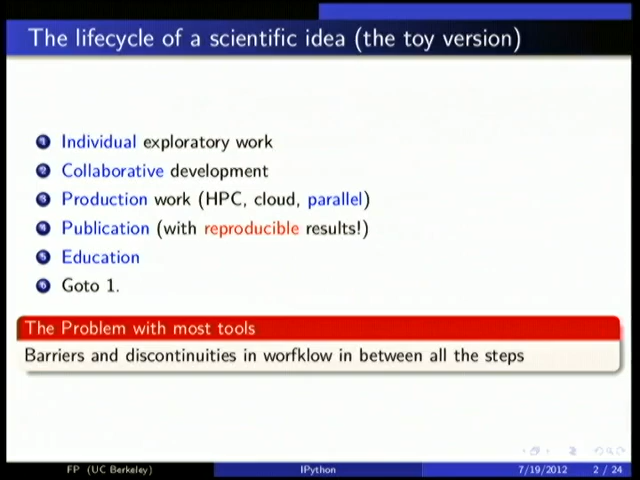 The lifecycle of a scientific idea (the toy version)
1 Individual exploratory work
2 Collaborative development
3 Production work (HPC, cloud, parallel)
4 Publication (with reproducible results!)
5 Education
6 Goto 1.
The Problem with most tools
Barriers and discontinuities in worfklow in between all the steps
FP (UC Berkeley) IPython 7/19/2012 2 / 24